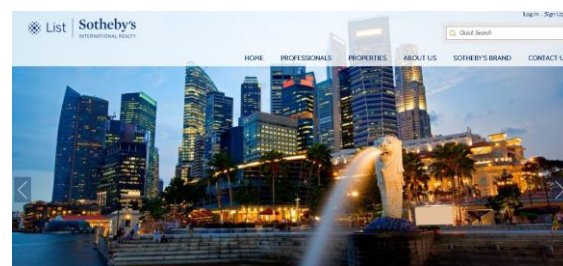 Log in - Sign Up
List Sotheby's
INTERNATIONAL REALTY
Quick Search
HOME PROFESSIONALS PROPERTIES ABOUT US SOTHEBY'S BRAND CONTACT U